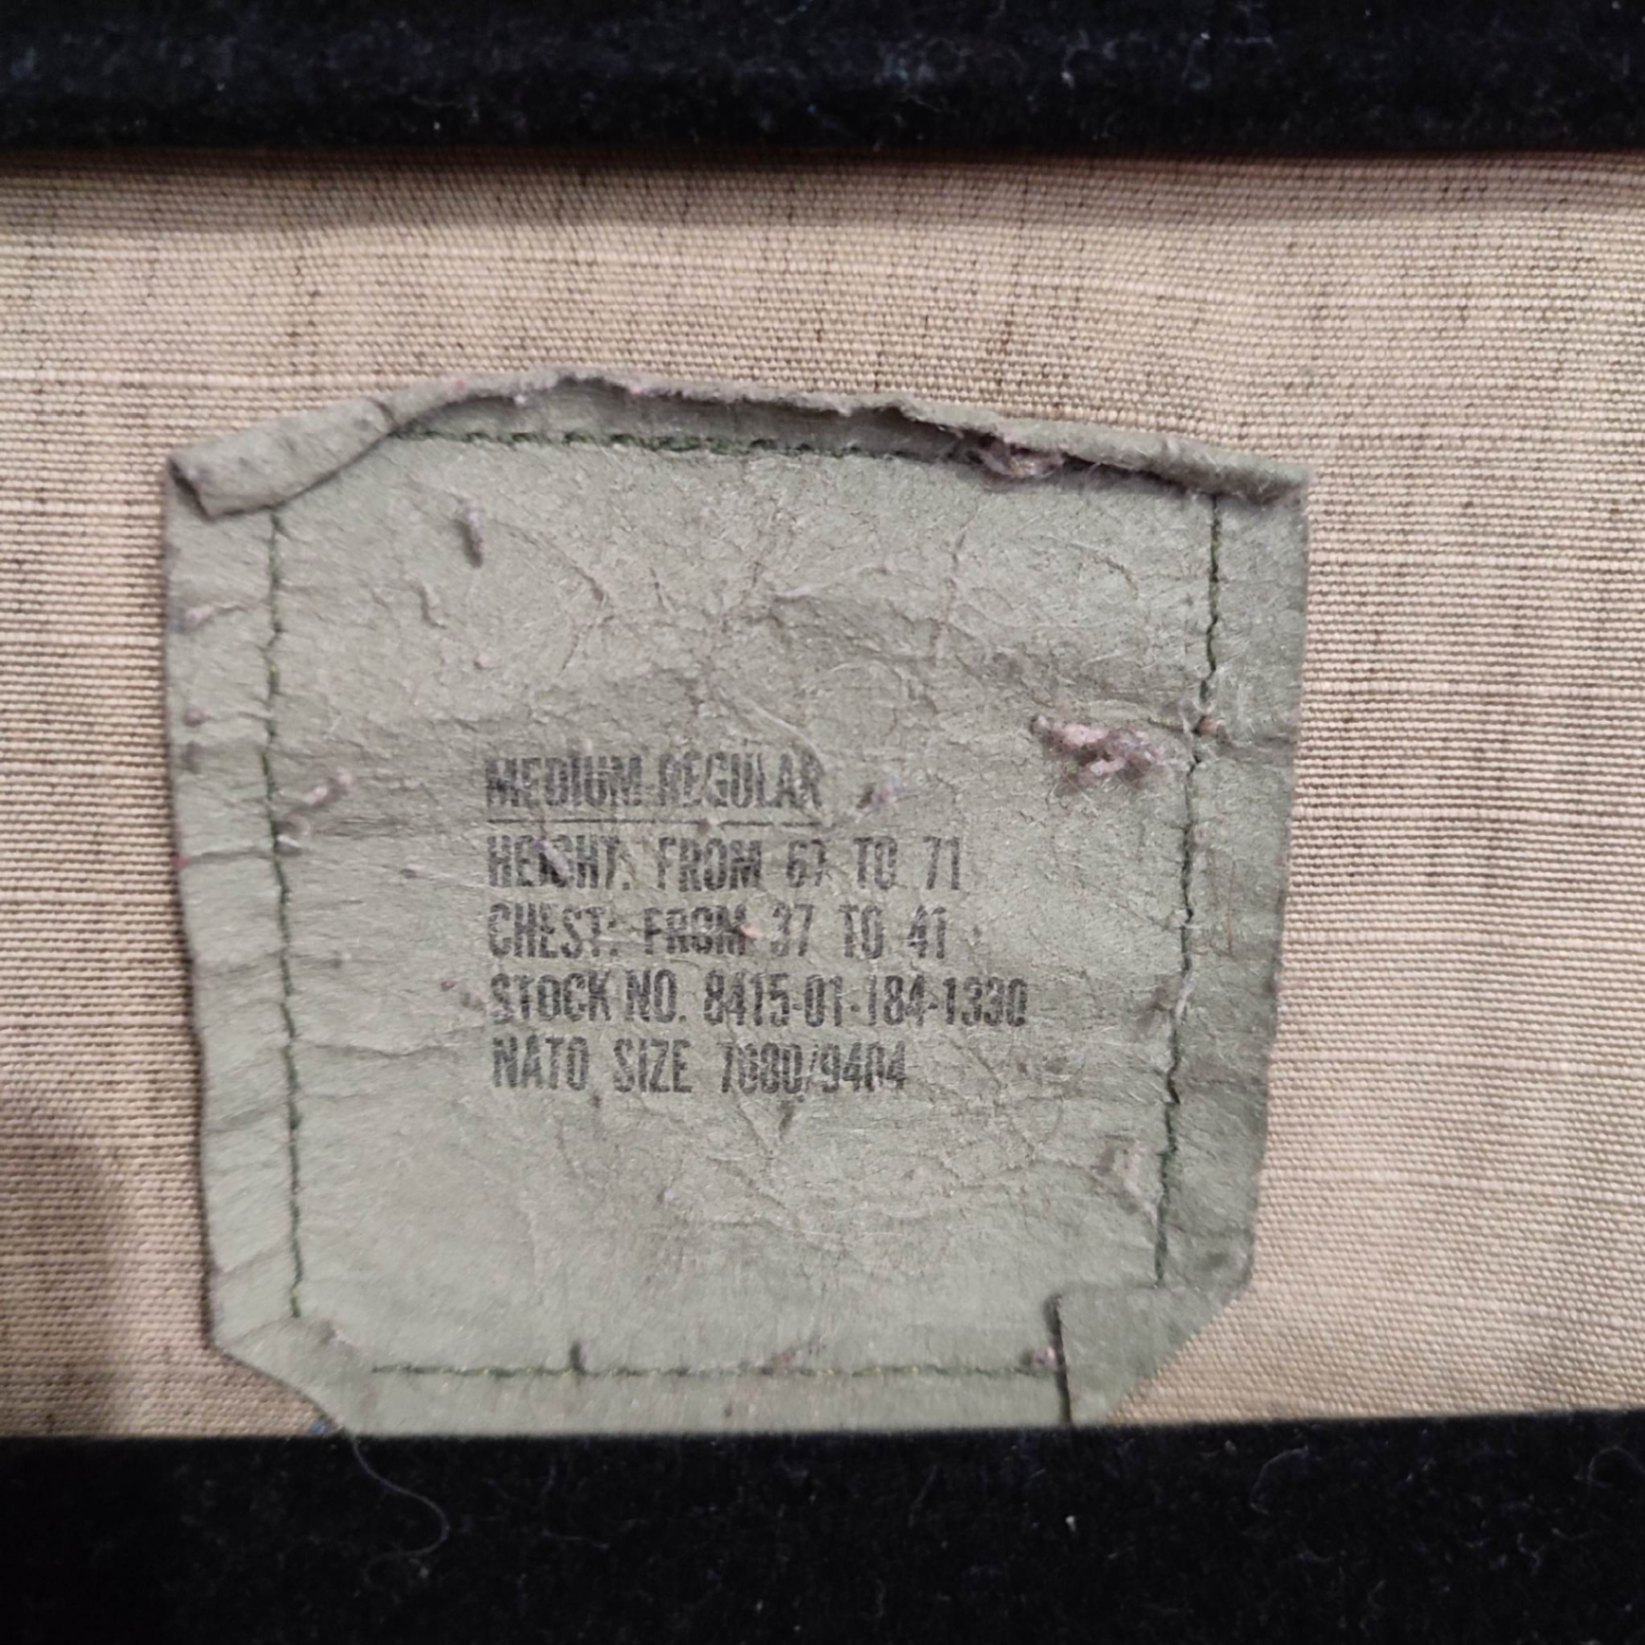 MEDIUM-REGULAR
HEIGHT: FROM 67 TO 71
CHEST: FROM 37 TO 41
STOCK NO. 8415-01-184-1330
NATO SIZE 7080/9404